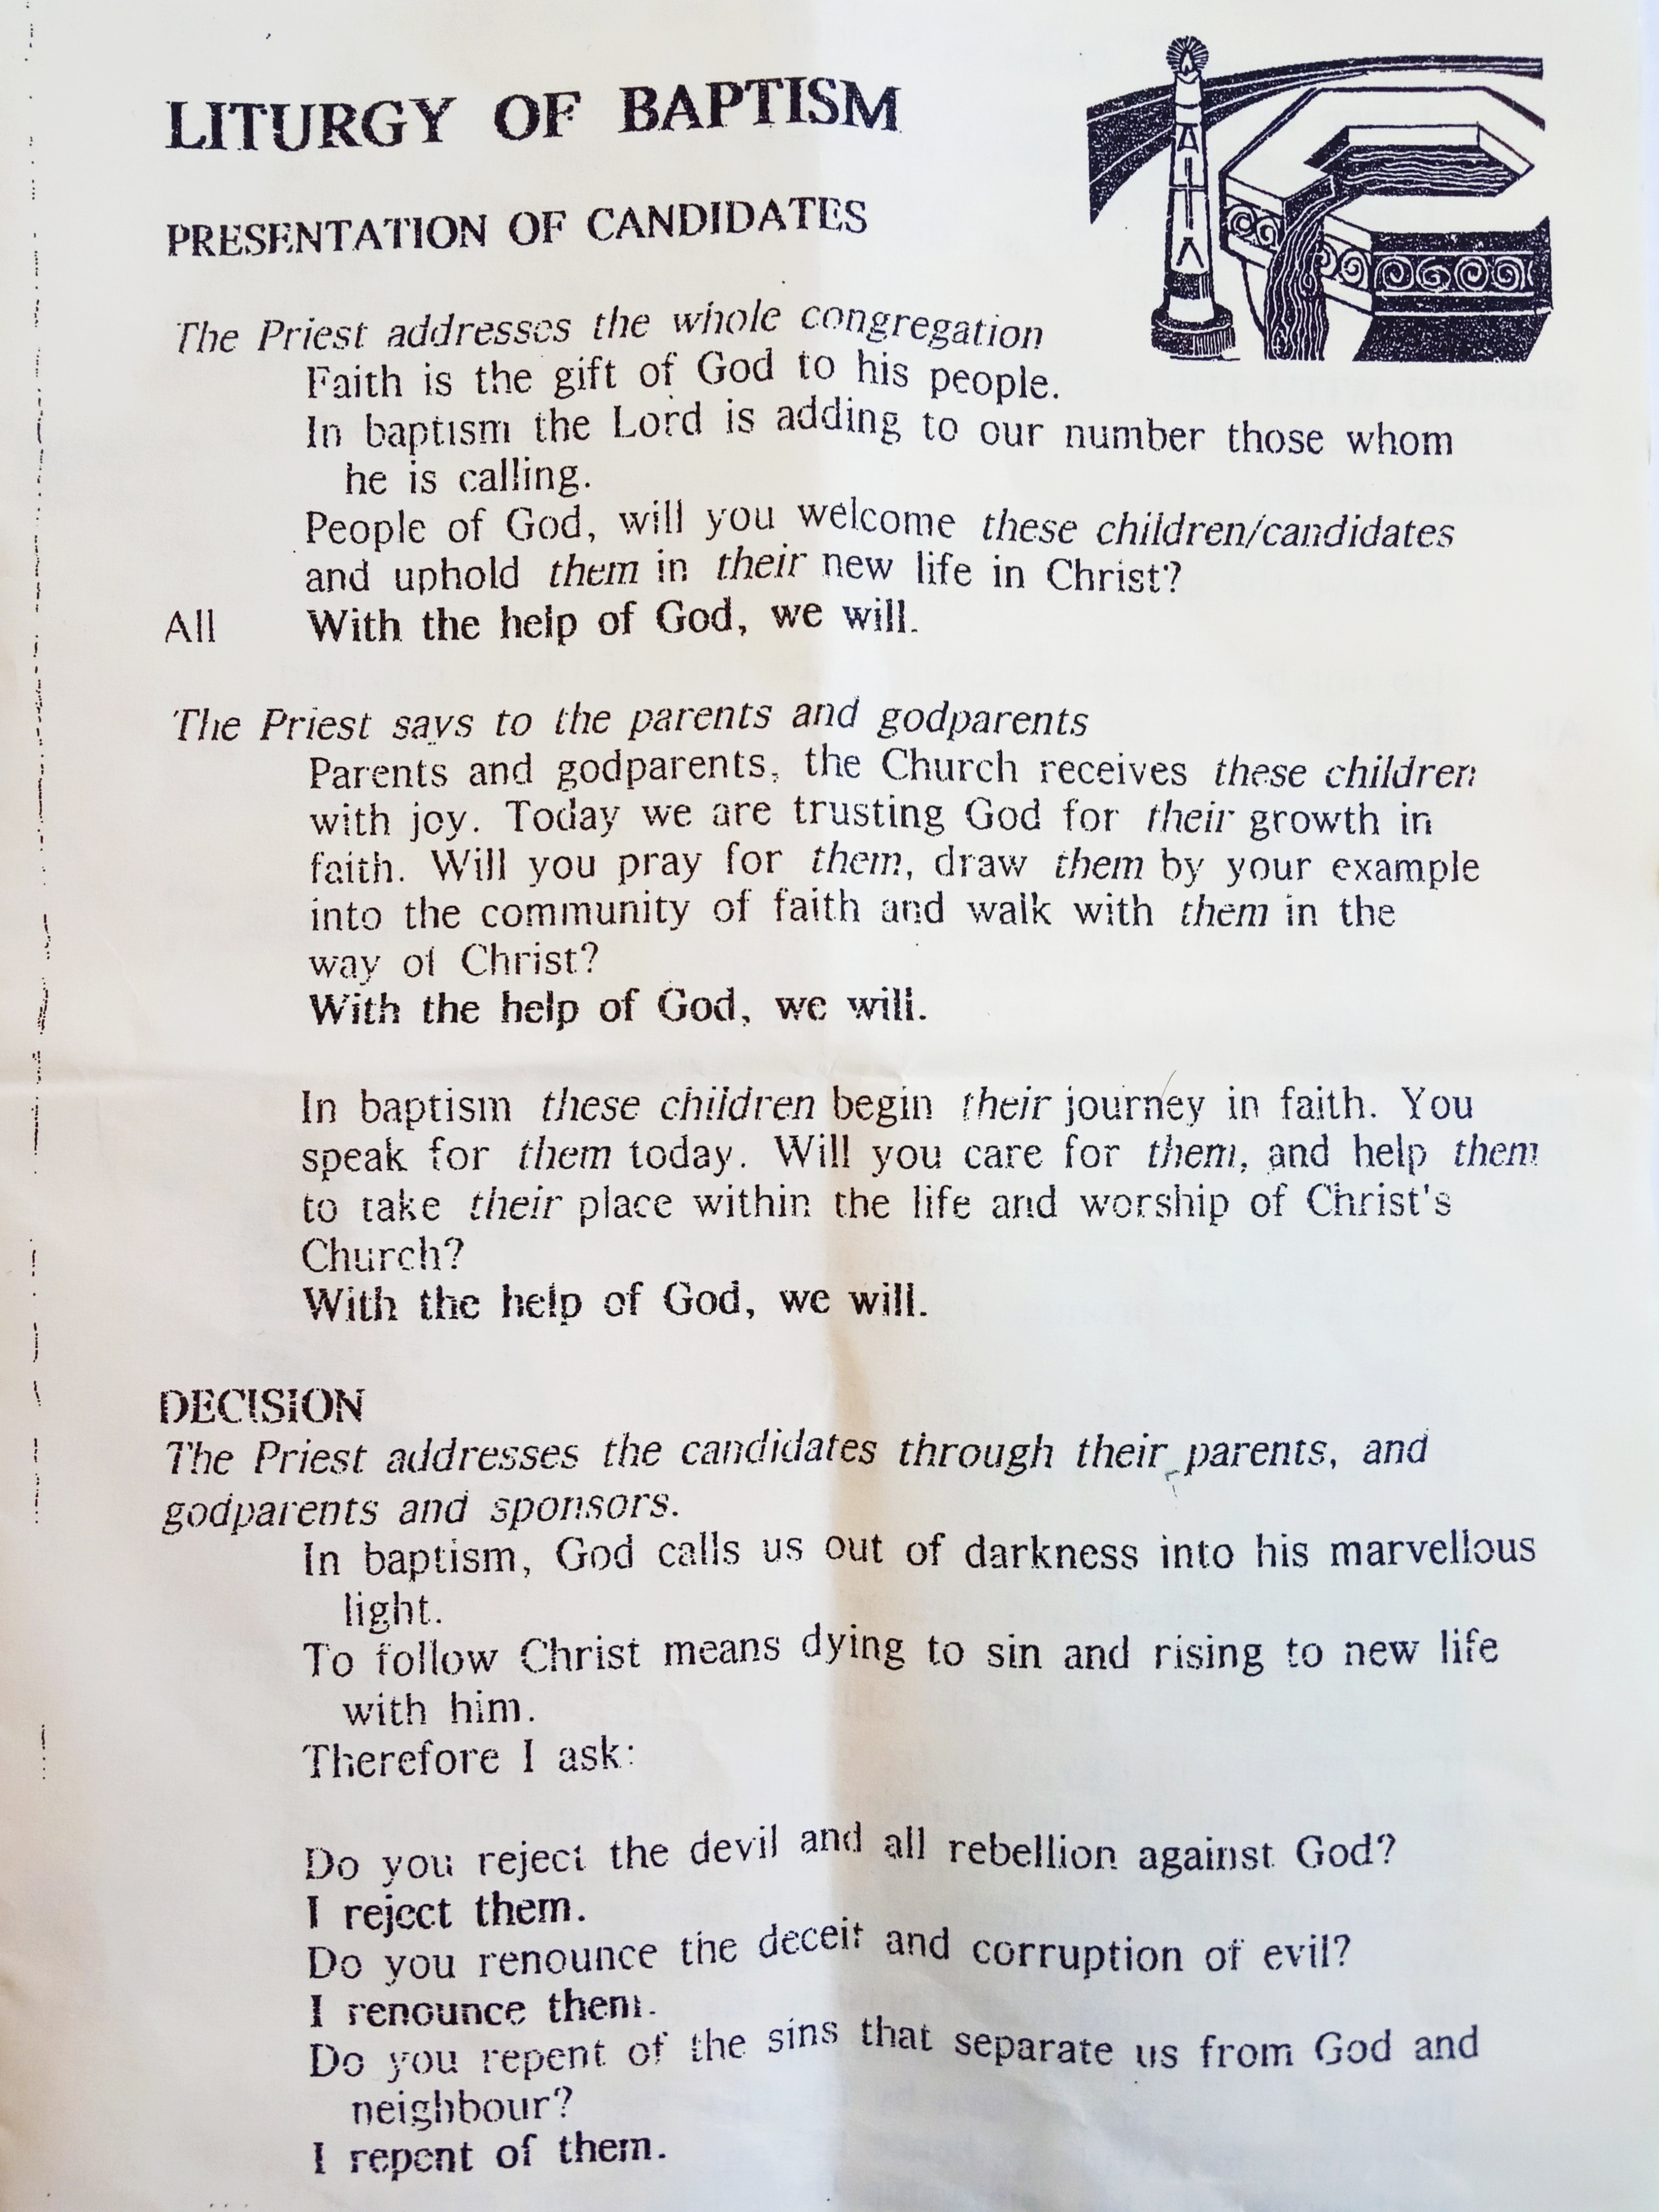 LITURGY OF BAPTISM
PRESENTATION OF CANDIDATES
The Priest addresses the whole congregation
Faith is the gift of God to his people.
In baptism the Lord is adding to our number those whom
he is calling.
People of God, will you welcome these children/candidates
and uphold them in their new life in Christ?
All With the help of God, we will.
The Priest says to the parents and godparents
Parents and godparents, the Church receives these children
with joy. Today we are trusting God for their growth in
faith. Will you pray for them, draw them by your example
into the community of faith and walk with them in the
way of Christ?
With the help of God, we will.
In baptism these children begin their journey in faith. You
speak for them today. Will you care for them, and help them
to take their place within the life and worship of Christ's
Church?
With the help of God, we will.
DECISION
The Priest addresses the candidates through their parents, and
godparents and sponsors.
In baptism, God calls us out of darkness into his marvellous
light.
To follow Christ means dying to sin and rising to new life
with him.
Therefore I ask:
Do you reject the devil and all rebellion against God?
I reject them.
Do you renounce the deceit and corruption of evil?
I renounce them.
Do you repent of the sins that separate us from God and
neighbour?
I repent of them.